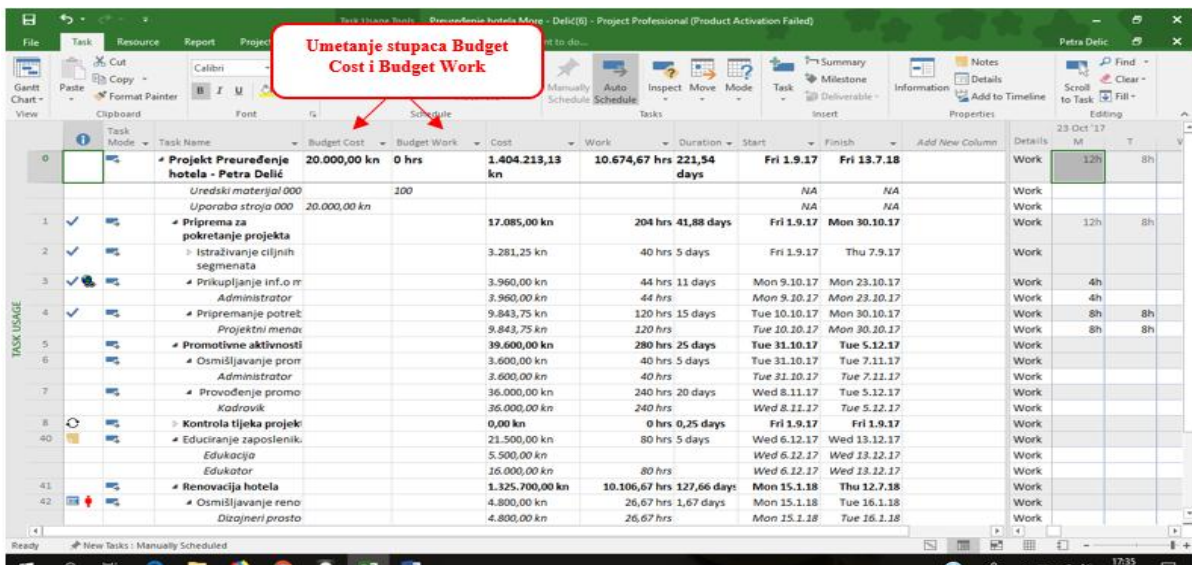 Task Usage Tools Preuređenje hotela More - Delić(6) - Project Professional (Product Activation Failed)
File Task Resource Report Project nt to do... Petra Delic
Umetanje stupaca Budget
Cost i Budget Work
Gantt Chart Paste Cut Copy Format Painter
Calibri
B I U
Manually Schedule Auto Schedule Inspect Move Mode Task Summary Milestone Deliverable Information Notes Details Add to Timeline Scroll to Task Find Clear Fill
View Clipboard Font Schedule Tasks Insert Properties Editing
23 Oct '17
Task Mode Task Name Budget Cost Budget Work Cost Work Duration Start Finish Add New Column Details M T
0 Projekt Preuređenje hotela - Petra Delić 20.000,00 kn 0 hrs 1.404.213,13 kn 10.674,67 hrs 221,54 days Fri 1.9.17 Fri 13.7.18 Work 12h 8h
Uredski materijal 000 100 NA NA Work
Uporaba stroja 000 20.000,00 kn NA NA Work
1 Priprema za pokretanje projekta 17.085,00 kn 204 hrs 41,88 days Fri 1.9.17 Mon 30.10.17 Work 12h 8h
2 Istraživanje ciljnih segmenata 3.281,25 kn 40 hrs 5 days Fri 1.9.17 Thu 7.9.17 Work
3 Prikupljanje inf.o m 3.960,00 kn 44 hrs 11 days Mon 9.10.17 Mon 23.10.17 Work 4h
Administrator 3.960,00 kn 44 hrs Mon 9.10.17 Mon 23.10.17 Work 4h
4 Pripremanje potreb 9.843,75 kn 120 hrs 15 days Tue 10.10.17 Mon 30.10.17 Work 8h 8h
Projektni menad 9.843,75 kn 120 hrs Tue 10.10.17 Mon 30.10.17 Work 8h 8h
5 Promotivne aktivnosti 39.600,00 kn 280 hrs 25 days Tue 31.10.17 Tue 5.12.17 Work
6 Osmišljavanje prom 3.600,00 kn 40 hrs 5 days Tue 31.10.17 Tue 7.11.17 Work
Administrator 3.600,00 kn 40 hrs Tue 31.10.17 Tue 7.11.17 Work
7 Provođenje promo 36.000,00 kn 240 hrs 20 days Wed 8.11.17 Tue 5.12.17 Work
Kadrovik 36.000,00 kn 240 hrs Wed 8.11.17 Tue 5.12.17 Work
8 Kontrola tijeka projekt 0,00 kn 0 hrs 0,25 days Fri 1.9.17 Fri 1.9.17 Work
40 Educiranje zaposlenika 21.500,00 kn 80 hrs 5 days Wed 6.12.17 Wed 13.12.17 Work
Edukacija 5.500,00 kn Wed 6.12.17 Wed 13.12.17 Work
Edukator 16.000,00 kn 80 hrs Wed 6.12.17 Wed 13.12.17 Work
41 Renovacija hotela 1.325.700,00 kn 10.106,67 hrs 127,66 days Mon 15.1.18 Thu 12.7.18 Work
42 Osmišljavanje reno 4.800,00 kn 26,67 hrs 1,67 days Mon 15.1.18 Tue 16.1.18 Work
Dizajneri prosto 4.800,00 kn 26,67 hrs Mon 15.1.18 Tue 16.1.18 Work
TASK USAGE
Ready New Tasks : Manually Scheduled
17:35